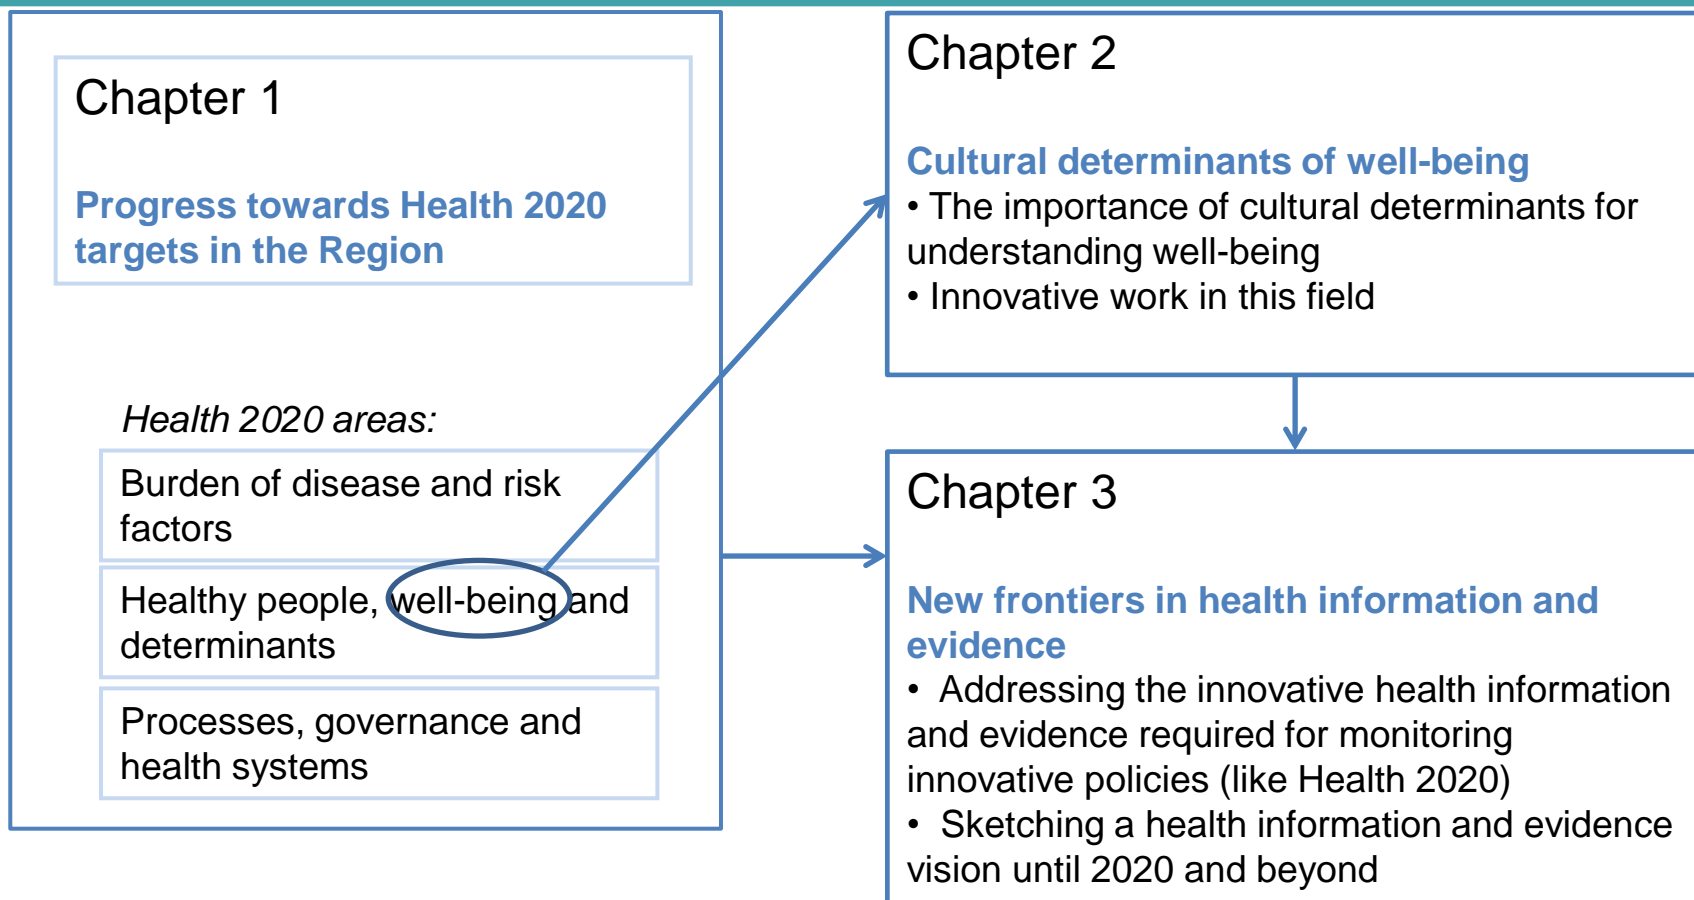 Chapter 1
Progress towards Health 2020
targets in the Region
Health 2020 areas:
Burden of disease and risk
factors
Healthy people, well-being and
determinants
Processes, governance and
health systems
Chapter 2
Cultural determinants of well-being
• The importance of cultural determinants for
understanding well-being
• Innovative work in this field
Chapter 3
New frontiers in health information and
evidence
• Addressing the innovative health information
and evidence required for monitoring
innovative policies (like Health 2020)
• Sketching a health information and evidence
vision until 2020 and beyond